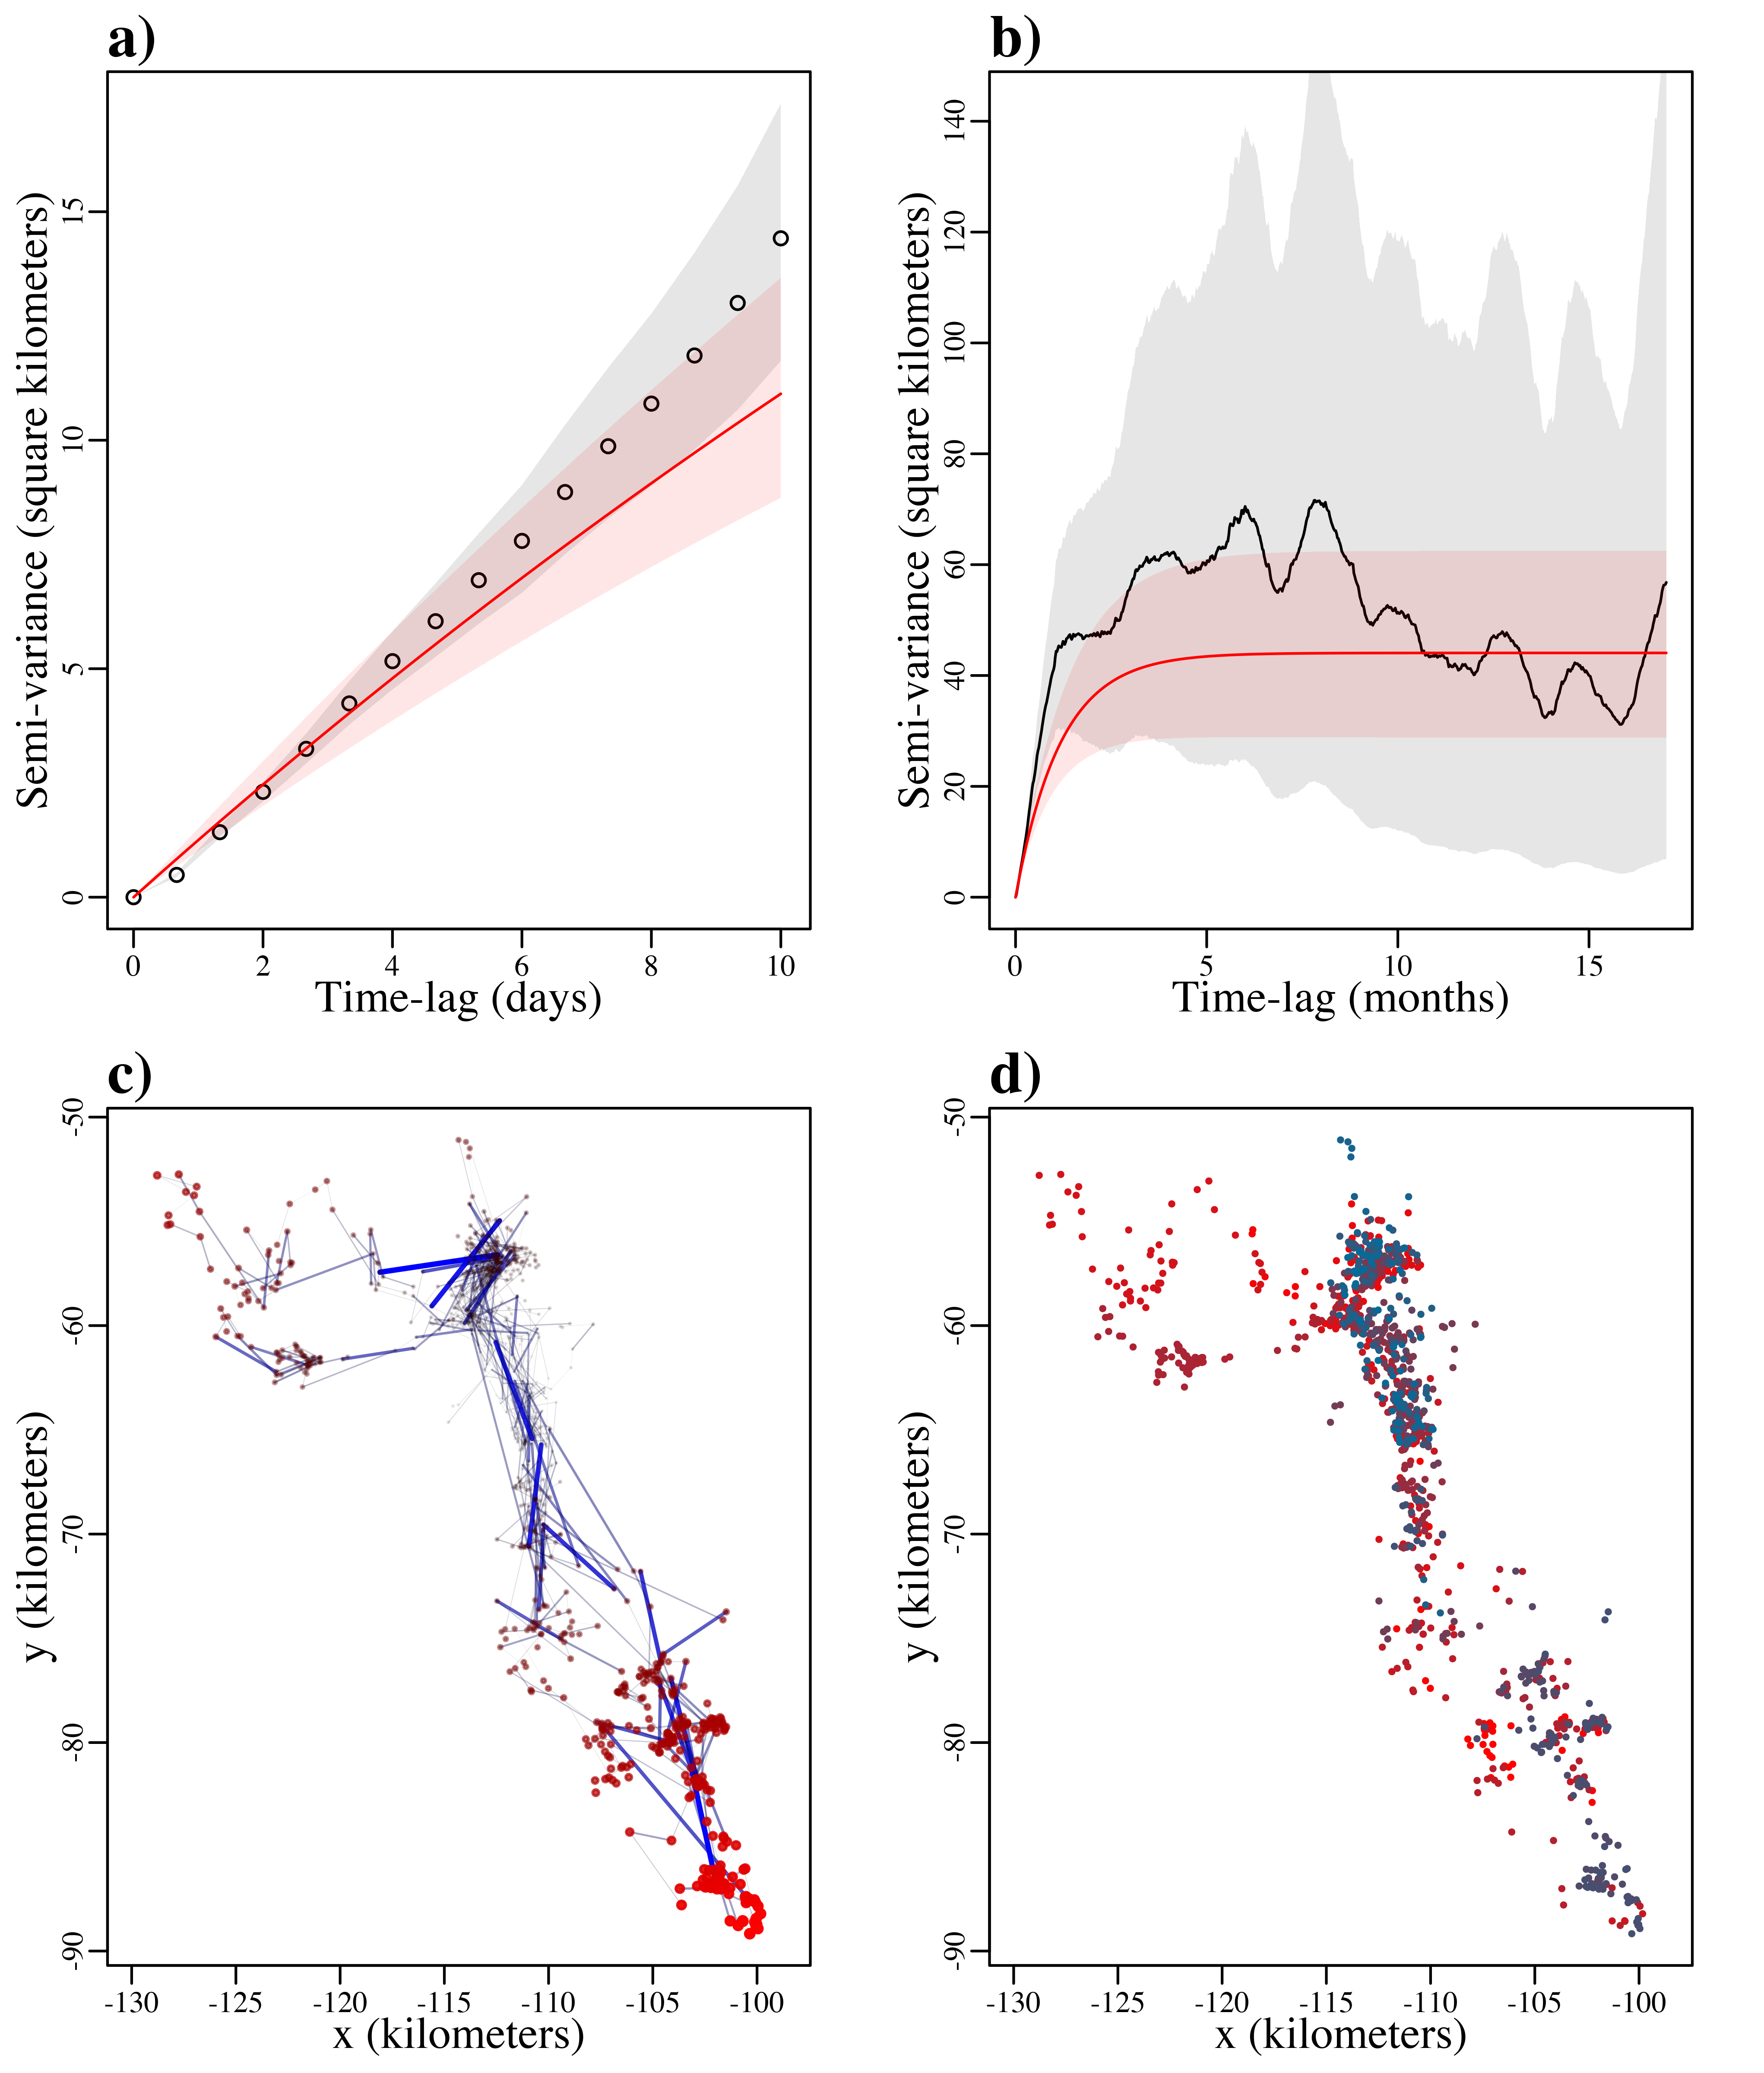 a)
Semi-variance (square kilometers)
15
10
5
0
0 2 4 6 8 10
Time-lag (days)
b)
Semi-variance (square kilometers)
140
120
100
80
60
40
20
0
0 5 10 15
Time-lag (months)
c)
y (kilometers)
-50
-60
-70
-80
-90
-130 -125 -120 -115 -110 -105 -100
x (kilometers)
d)
y (kilometers)
-50
-60
-70
-80
-90
-130 -125 -120 -115 -110 -105 -100
x (kilometers)